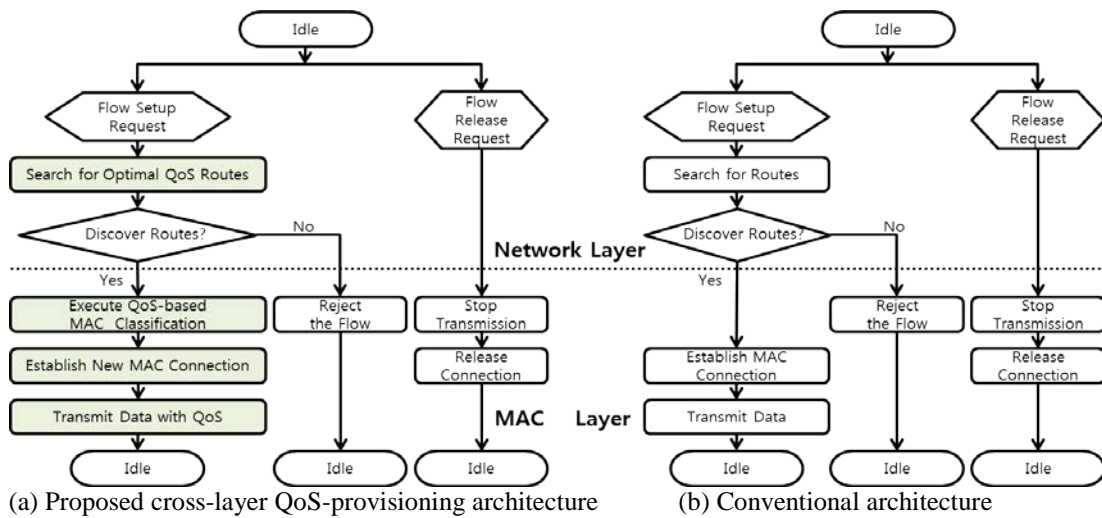 Idle
Flow Setup
Request
Flow
Release
Request
Search for Optimal QoS Routes
Discover Routes?
No
Yes
Execute QoS-based
MAC Classification
Reject
the Flow
Stop
Transmission
Establish New MAC Connection
Release
Connection
Transmit Data with QoS
Idle
Idle
Idle
Network Layer
MAC Layer
Idle
Flow Setup
Request
Flow
Release
Request
Search for Routes
Discover Routes?
No
Yes
Reject
the Flow
Stop
Transmission
Establish MAC
Connection
Release
Connection
Transmit Data
Idle
Idle
Idle
(a) Proposed cross-layer QoS-provisioning architecture
(b) Conventional architecture